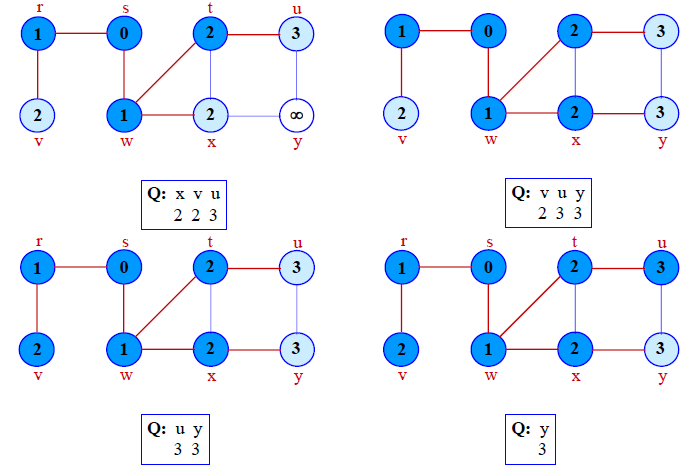 r s t u
1 0 2 3
2 1 2 ∞
v w x y
Q: x v u
2 2 3
1 0 2 3
2 1 2 3
v w x y
Q: v u y
2 3 3
r s t u
1 0 2 3
2 1 2 3
v w x y
Q: u y
3 3
r s t u
1 0 2 3
2 1 2 3
v w x y
Q: y
3